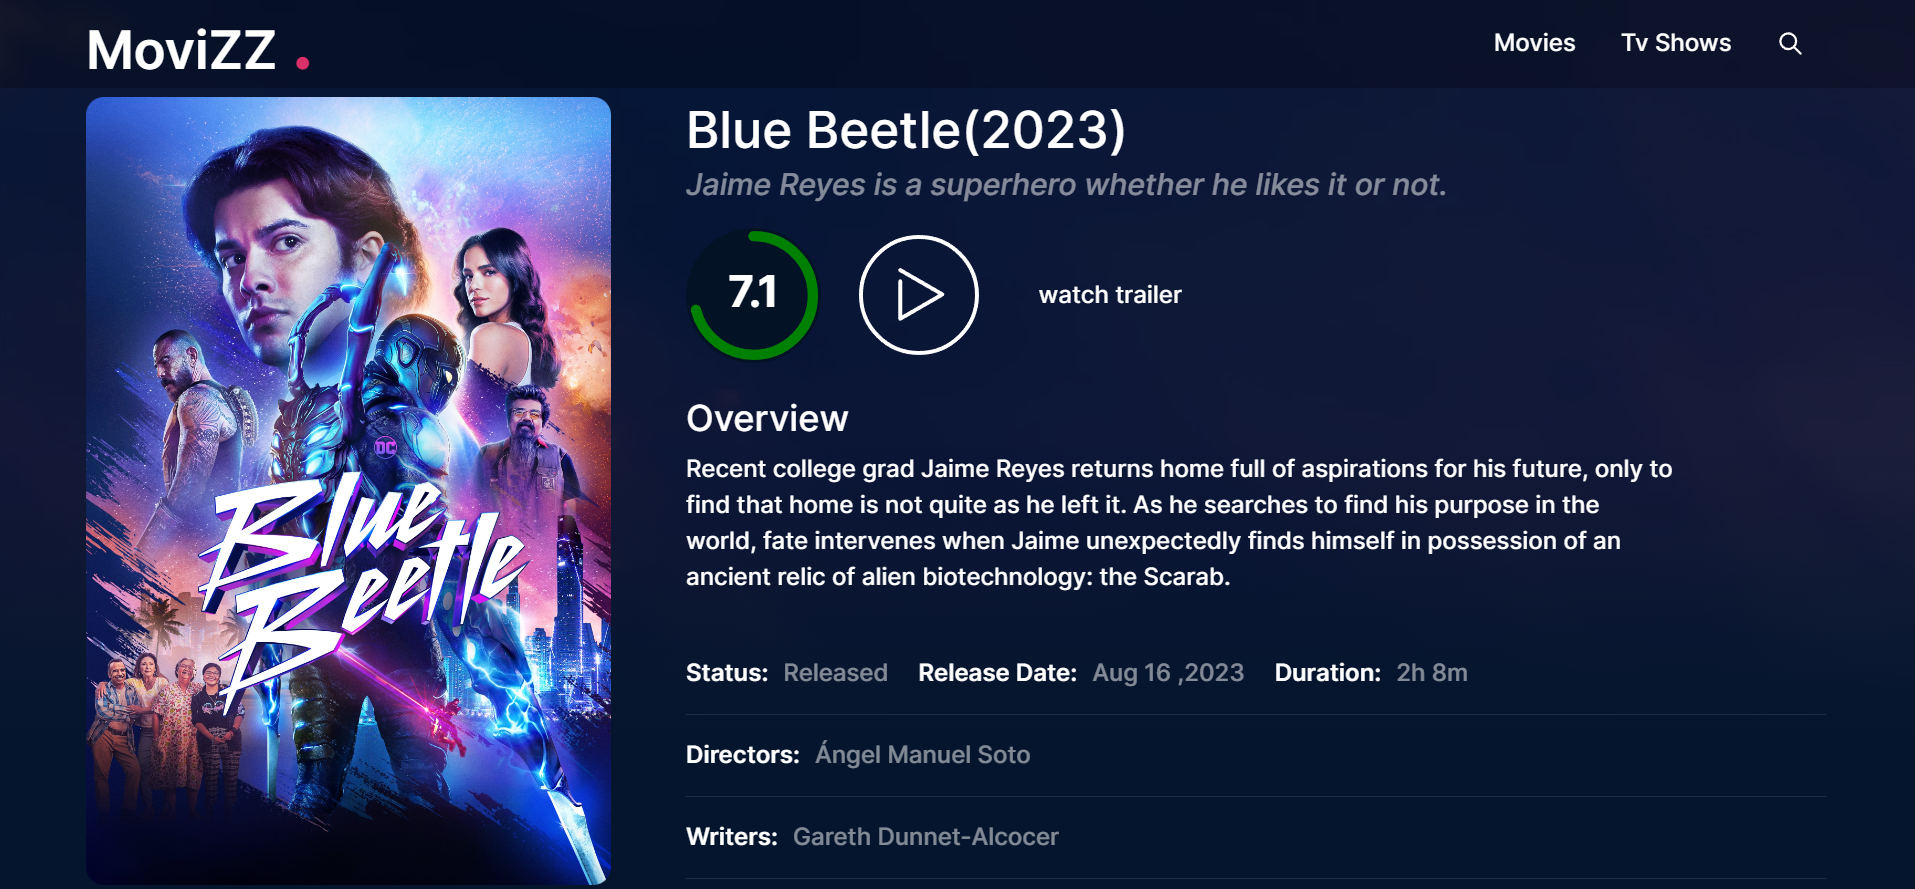 MoviZZ .
Movies Tv Shows
Blue Beetle(2023)
Jaime Reyes is a superhero whether he likes it or not.
7.1
watch trailer
DC
Blue
Beetle
Overview
Recent college grad Jaime Reyes returns home full of aspirations for his future, only to
find that home is not quite as he left it. As he searches to find his purpose in the
world, fate intervenes when Jaime unexpectedly finds himself in possession of an
ancient relic of alien biotechnology: the Scarab.
Status: Released Release Date: Aug 16 ,2023 Duration: 2h 8m
Directors: Ángel Manuel Soto
Writers: Gareth Dunnet-Alcocer